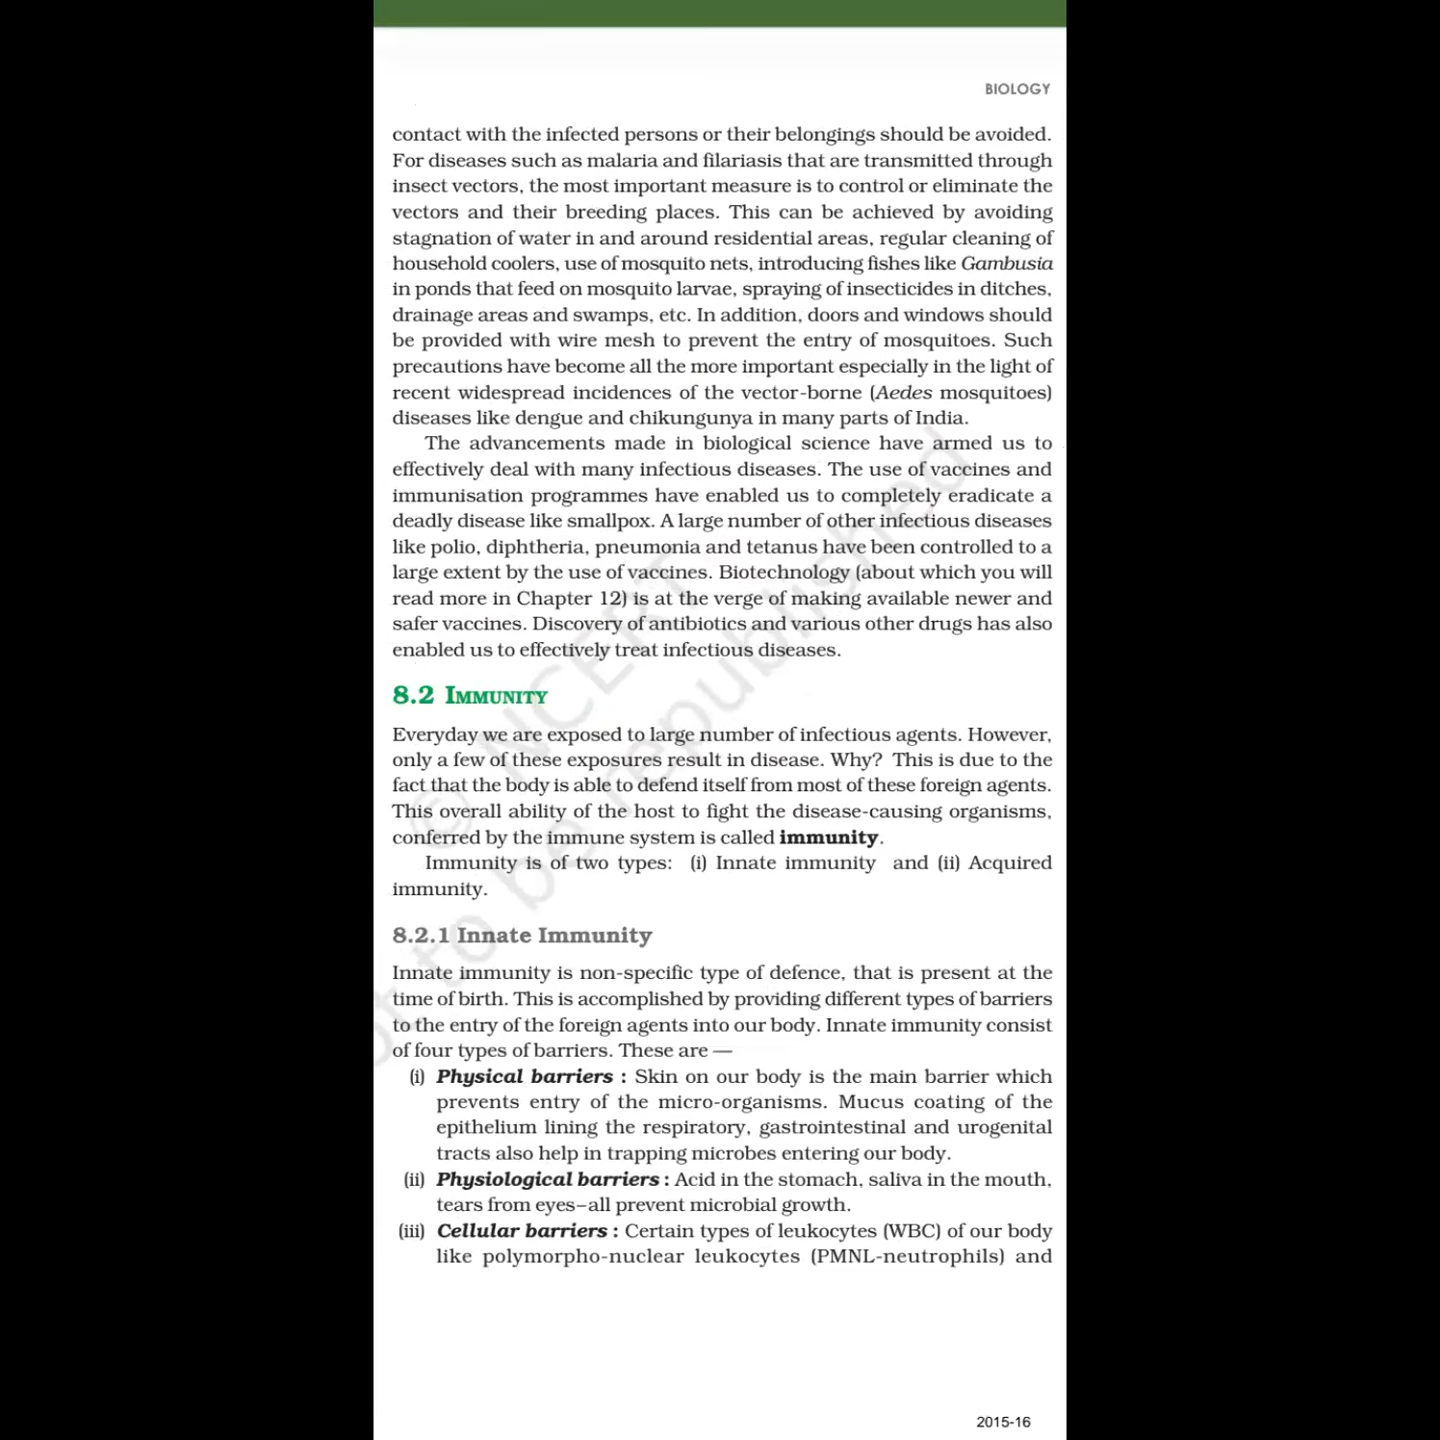 BIOLOGY
contact with the infected persons or their belongings should be avoided.
For diseases such as malaria and filariasis that are transmitted through
insect vectors, the most important measure is to control or eliminate the
vectors and their breeding places. This can be achieved by avoiding
stagnation of water in and around residential areas, regular cleaning of
household coolers, use of mosquito nets, introducing fishes like Gambusia
in ponds that feed on mosquito larvae, spraying of insecticides in ditches,
drainage areas and swamps, etc. In addition, doors and windows should
be provided with wire mesh to prevent the entry of mosquitoes. Such
precautions have become all the more important especially in the light of
recent widespread incidences of the vector-borne (Aedes mosquitoes)
diseases like dengue and chikungunya in many parts of India.
The advancements made in biological science have armed us to
effectively deal with many infectious diseases. The use of vaccines and
immunisation programmes have enabled us to completely eradicate a
deadly disease like smallpox. A large number of other infectious diseases
like polio, diphtheria, pneumonia and tetanus have been controlled to a
large extent by the use of vaccines. Biotechnology (about which you will
read more in Chapter 12) is at the verge of making available newer and
safer vaccines. Discovery of antibiotics and various other drugs has also
enabled us to effectively treat infectious diseases.
8.2 IMMUNITY
Everyday we are exposed to large number of infectious agents. However,
only a few of these exposures result in disease. Why? This is due to the
fact that the body is able to defend itself from most of these foreign agents.
This overall ability of the host to fight the disease-causing organisms,
conferred by the immune system is called immunity.
Immunity is of two types: (i) Innate immunity and (ii) Acquired
immunity.
8.2.1 Innate Immunity
Innate immunity is non-specific type of defence, that is present at the
time of birth. This is accomplished by providing different types of barriers
to the entry of the foreign agents into our body. Innate immunity consist
of four types of barriers. These are —
(i) Physical barriers : Skin on our body is the main barrier which
prevents entry of the micro-organisms. Mucus coating of the
epithelium lining the respiratory, gastrointestinal and urogenital
tracts also help in trapping microbes entering our body.
(ii) Physiological barriers : Acid in the stomach, saliva in the mouth,
tears from eyes–all prevent microbial growth.
(iii) Cellular barriers : Certain types of leukocytes (WBC) of our body
like polymorpho-nuclear leukocytes (PMNL-neutrophils) and
© NCERT
to be republished
2015-16